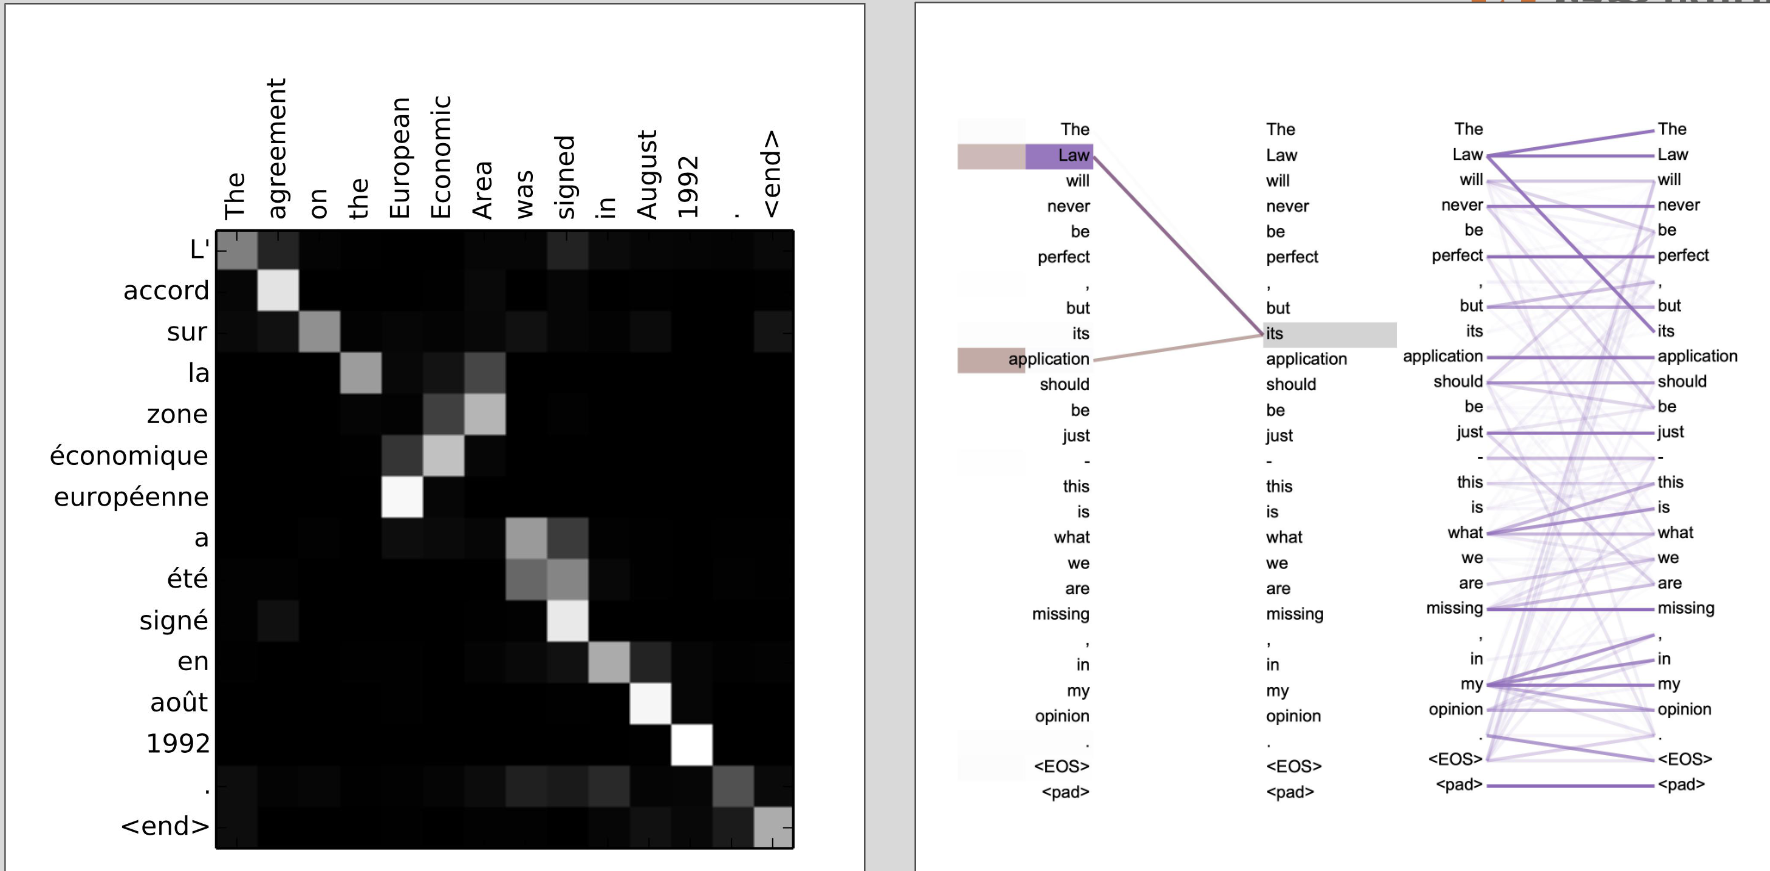 The agreement on the European Economic Area was signed in August 1992 . <end>
L'
accord
sur
la
zone
économique
européenne
a
été
signé
en
août
1992
.
<end>
The The The The
Law Law Law Law
will will will will
never never never never
be be be be
perfect perfect perfect perfect
, , , ,
but but but but
its its its its
application application application application
should should should should
be be be be
just just just just
- - - -
this this this this
is is is is
what what what what
we we we we
are are are are
missing missing missing missing
, , , ,
in in in in
my my my my
opinion opinion opinion opinion
. . . .
<EOS> <EOS> <EOS> <EOS>
<pad> <pad> <pad> <pad>